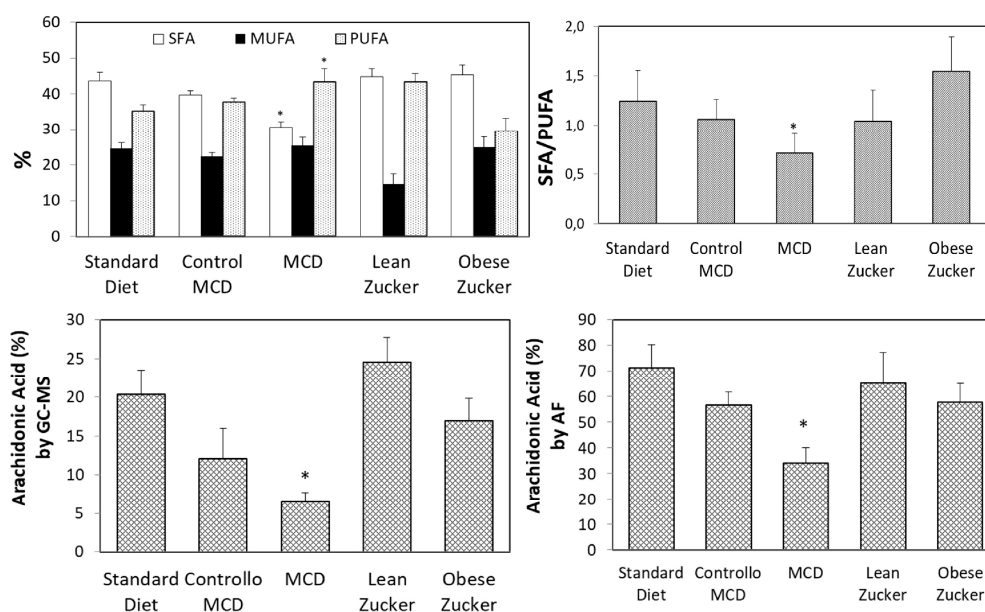 60
50
40
30
20
10
0
%
SFA
MUFA
PUFA
*
*
Standard
Diet
Control
MCD
MCD
Lean
Zucker
Obese
Zucker
2,0
1,5
1,0
0,5
0,0
SFA/PUFA
*
Standard
Diet
Control
MCD
MCD
Lean
Zucker
Obese
Zucker
30
25
20
15
10
5
0
Arachidonic Acid (%)
by GC-MS
*
Standard
Diet
Controllo
MCD
MCD
Lean
Zucker
Obese
Zucker
90
80
70
60
50
40
30
20
10
0
Arachidonic Acid (%)
by AF
*
Standard
Diet
Controllo
MCD
MCD
Lean
Zucker
Obese
Zucker